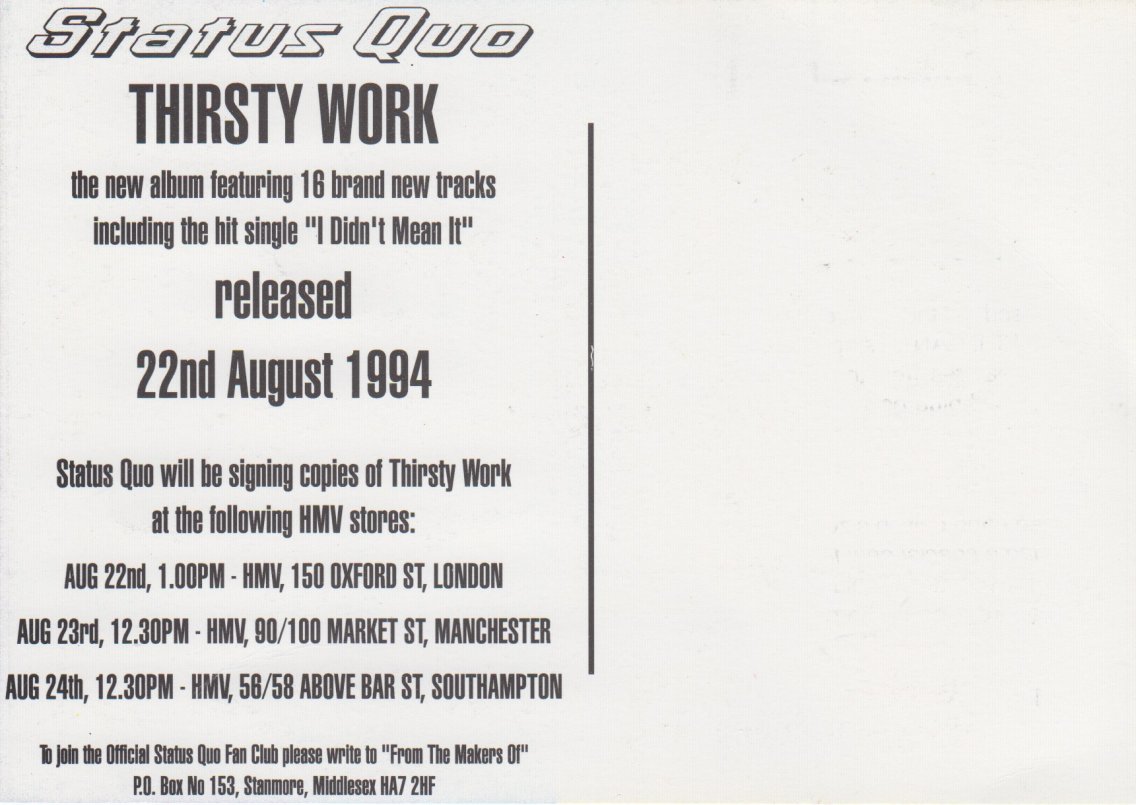 Status Quo
THIRSTY WORK
the new album featuring 16 brand new tracks
including the hit single "I Didn't Mean It"
released
22nd August 1994
Status Quo will be signing copies of Thirsty Work
at the following HMV stores:
AUG 22nd, 1.00PM - HMV, 150 OXFORD ST, LONDON
AUG 23rd, 12.30PM - HMV, 90/100 MARKET ST, MANCHESTER
AUG 24th, 12.30PM - HMV, 56/58 ABOVE BAR ST, SOUTHAMPTON
To join the Official Status Quo Fan Club please write to "From The Makers Of"
P.O. Box No 153, Stanmore, Middlesex HA7 2HF